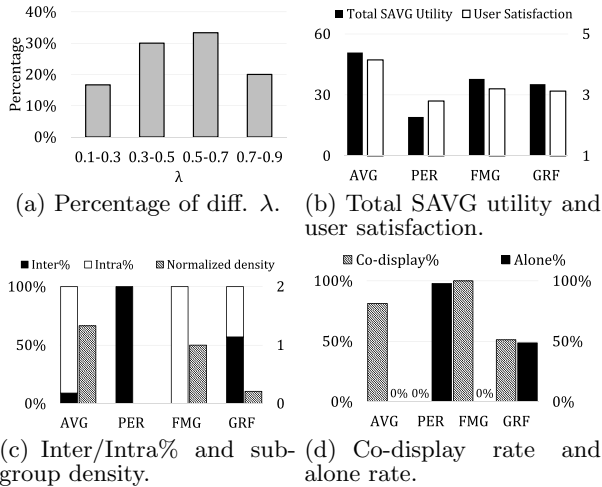 40%
30%
20%
10%
0%
Percentage
0.1-0.3 0.3-0.5 0.5-0.7 0.7-0.9
λ
(a) Percentage of diff. λ.
Total SAVG Utility User Satisfaction
60 5
30 3
0 1
AVG PER FMG GRF
(b) Total SAVG utility and
user satisfaction.
Inter% Intra% Normalized density
100% 2
50% 1
0% 0
AVG PER FMG GRF
(c) Inter/Intra% and sub-
group density.
Co-display% Alone%
100% 100%
50% 50%
0% 0% 0% 0% 0%
AVG PER FMG GRF
(d) Co-display rate and
alone rate.